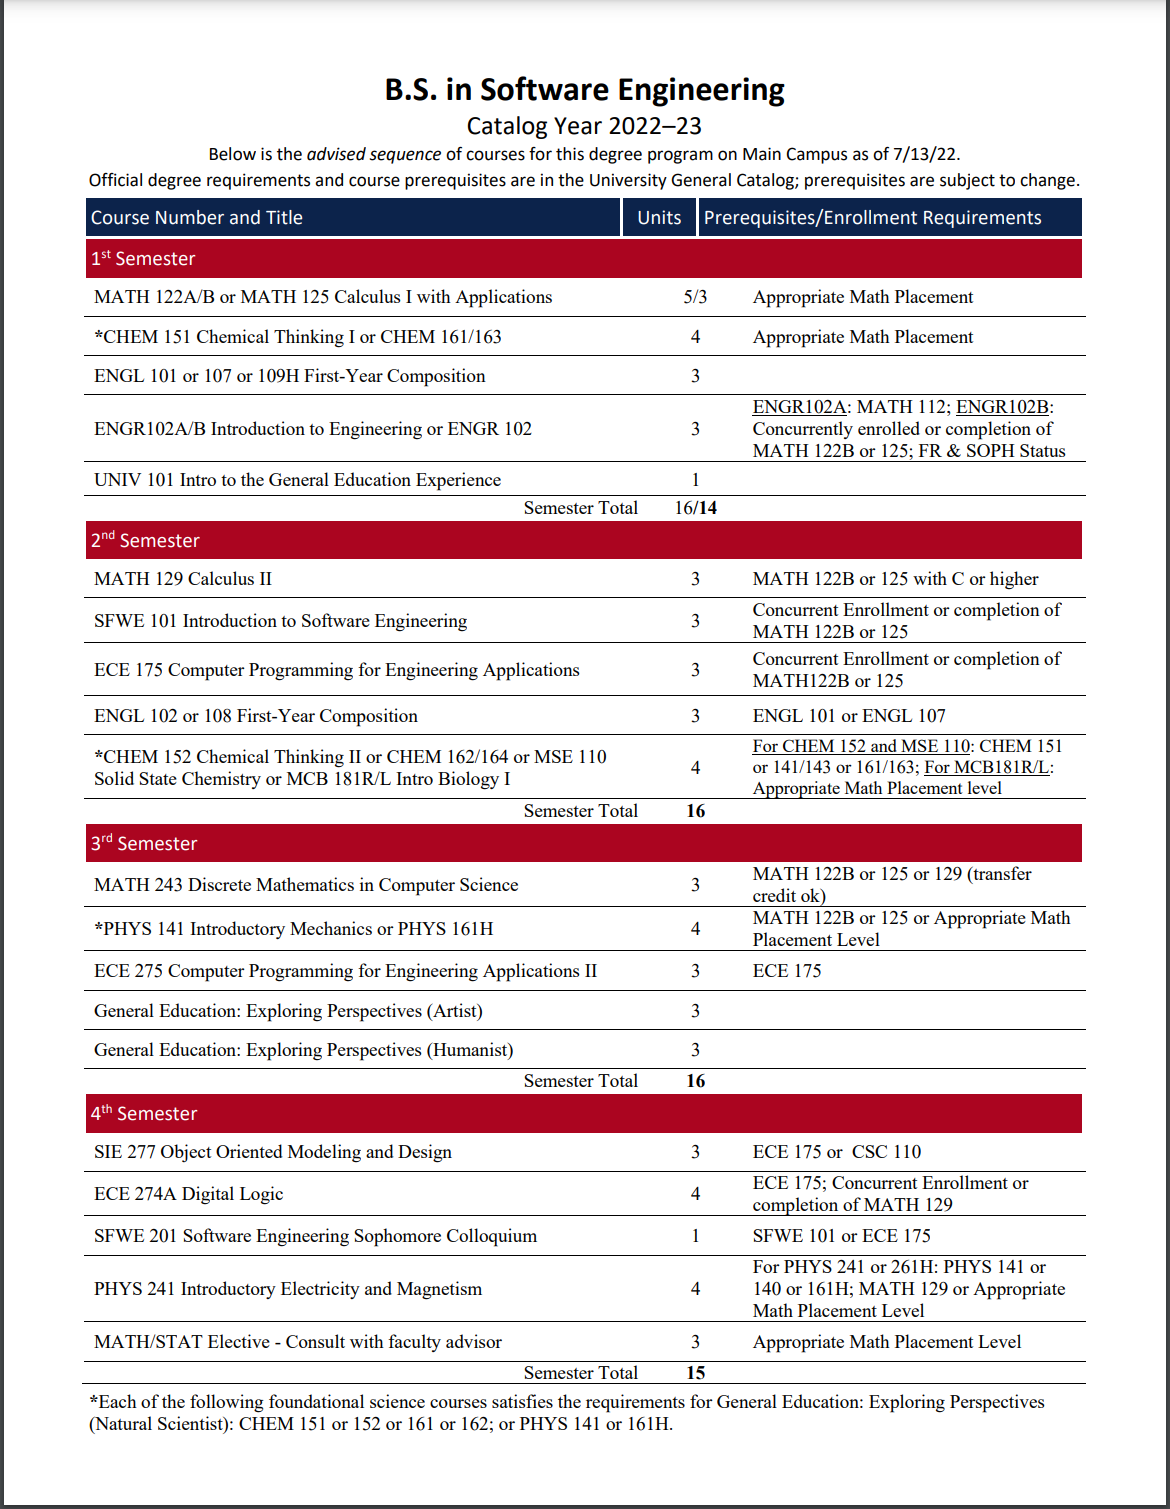 B.S. in Software Engineering
Catalog Year 2022–23
Below is the advised sequence of courses for this degree program on Main Campus as of 7/13/22.
Official degree requirements and course prerequisites are in the University General Catalog; prerequisites are subject to change.
Course Number and Title Units Prerequisites/Enrollment Requirements
1st Semester
MATH 122A/B or MATH 125 Calculus I with Applications 5/3 Appropriate Math Placement
*CHEM 151 Chemical Thinking I or CHEM 161/163 4 Appropriate Math Placement
ENGL 101 or 107 or 109H First-Year Composition 3
ENGR102A/B Introduction to Engineering or ENGR 102 3 ENGR102A: MATH 112; ENGR102B:
Concurrently enrolled or completion of
MATH 122B or 125; FR & SOPH Status
UNIV 101 Intro to the General Education Experience 1
Semester Total 16/14
2nd Semester
MATH 129 Calculus II 3 MATH 122B or 125 with C or higher
SFWE 101 Introduction to Software Engineering 3 Concurrent Enrollment or completion of
MATH 122B or 125
ECE 175 Computer Programming for Engineering Applications 3 Concurrent Enrollment or completion of
MATH122B or 125
ENGL 102 or 108 First-Year Composition 3 ENGL 101 or ENGL 107
*CHEM 152 Chemical Thinking II or CHEM 162/164 or MSE 110
Solid State Chemistry or MCB 181R/L Intro Biology I 4 For CHEM 152 and MSE 110: CHEM 151
or 141/143 or 161/163; For MCB181R/L:
Appropriate Math Placement level
Semester Total 16
3rd Semester
MATH 243 Discrete Mathematics in Computer Science 3 MATH 122B or 125 or 129 (transfer
credit ok)
*PHYS 141 Introductory Mechanics or PHYS 161H 4 MATH 122B or 125 or Appropriate Math
Placement Level
ECE 275 Computer Programming for Engineering Applications II 3 ECE 175
General Education: Exploring Perspectives (Artist) 3
General Education: Exploring Perspectives (Humanist) 3
Semester Total 16
4th Semester
SIE 277 Object Oriented Modeling and Design 3 ECE 175 or CSC 110
ECE 274A Digital Logic 4 ECE 175; Concurrent Enrollment or
completion of MATH 129
SFWE 201 Software Engineering Sophomore Colloquium 1 SFWE 101 or ECE 175
PHYS 241 Introductory Electricity and Magnetism 4 For PHYS 241 or 261H: PHYS 141 or
140 or 161H; MATH 129 or Appropriate
Math Placement Level
MATH/STAT Elective - Consult with faculty advisor 3 Appropriate Math Placement Level
Semester Total 15
*Each of the following foundational science courses satisfies the requirements for General Education: Exploring Perspectives
(Natural Scientist): CHEM 151 or 152 or 161 or 162; or PHYS 141 or 161H.